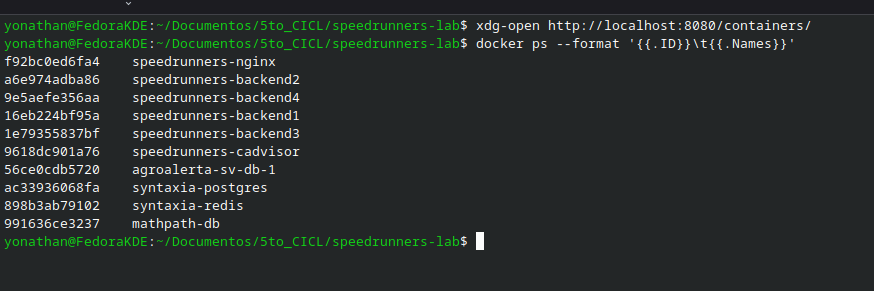 yonathan@FedoraKDE:~/Documentos/5to_CICL/speedrunners-lab$ xdg-open http://localhost:8080/containers/
yonathan@FedoraKDE:~/Documentos/5to_CICL/speedrunners-lab$ docker ps --format '{{.ID}}\t{{.Names}}'
f92bc0ed6fa4    speedrunners-nginx
a6e974adba86    speedrunners-backend2
9e5aefe356aa    speedrunners-backend4
16eb224bf95a    speedrunners-backend1
1e79355837bf    speedrunners-backend3
9618dc901a76    speedrunners-cadvisor
56ce0cdb5720    agroalerta-sv-db-1
ac33936068fa    syntaxia-postgres
898b3ab79102    syntaxia-redis
991636ce3237    mathpath-db
yonathan@FedoraKDE:~/Documentos/5to_CICL/speedrunners-lab$